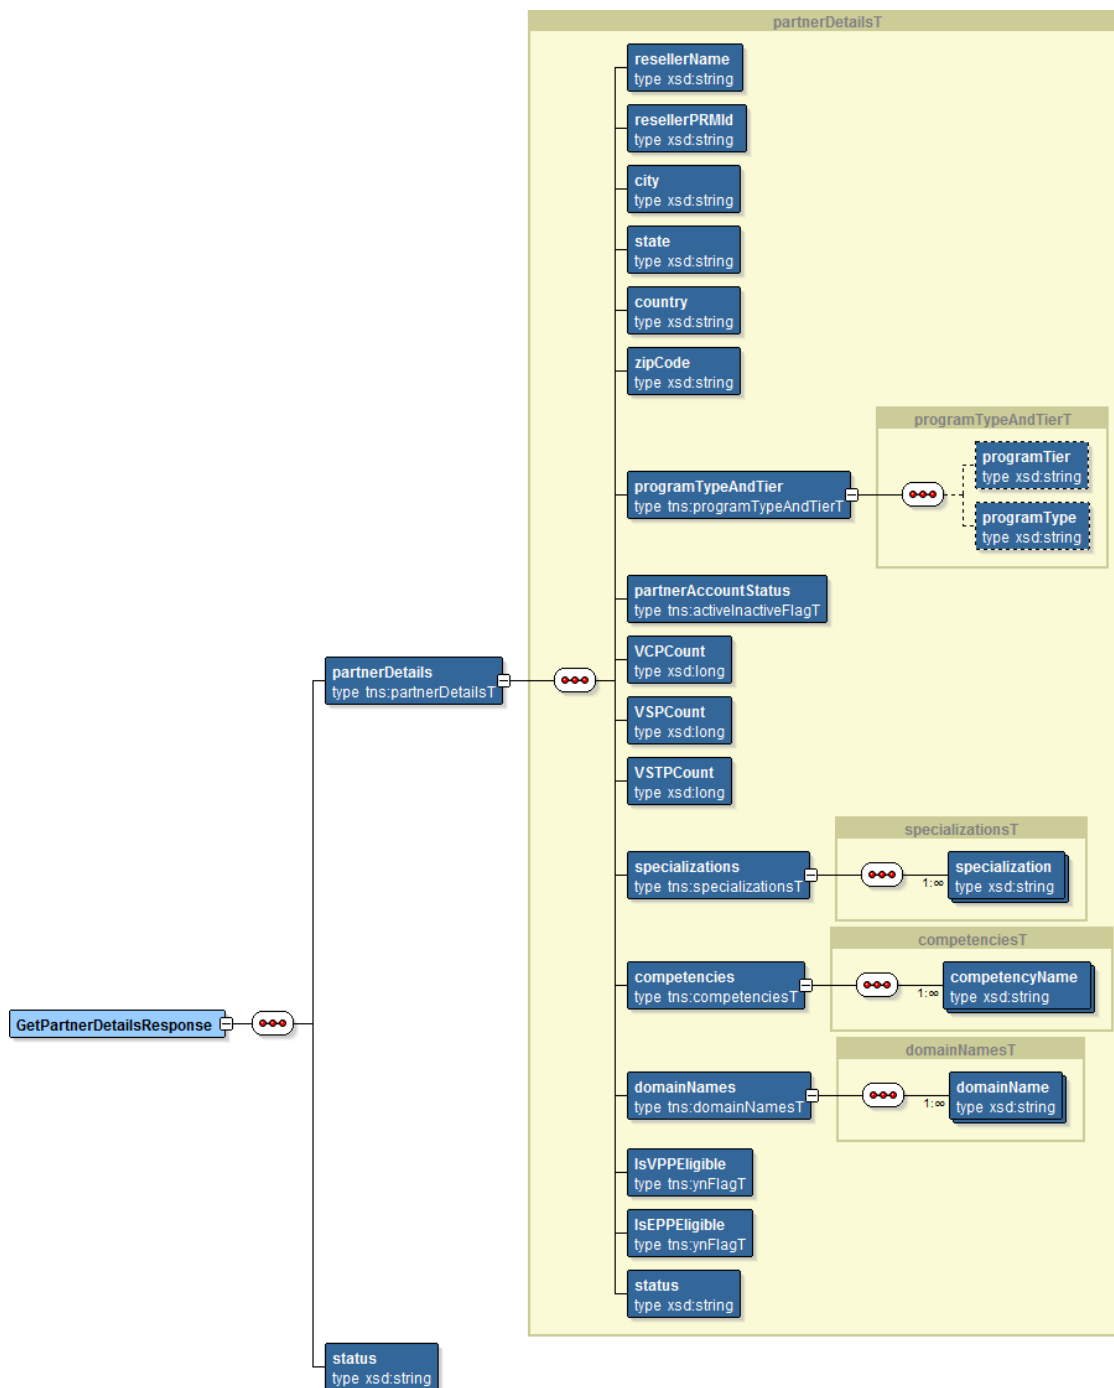 partnerDetailsT
resellerName
type xsd:string
resellerPRMId
type xsd:string
city
type xsd:string
state
type xsd:string
country
type xsd:string
zipCode
type xsd:string
programTypeAndTierT
programTier
type xsd:string
programTypeAndTier
type tns:programTypeAndTierT
programType
type xsd:string
partnerAccountStatus
type tns:activeInactiveFlagT
VCPCount
type xsd:long
partnerDetails
type tns:partnerDetailsT
VSPCount
type xsd:long
VSTPCount
type xsd:long
specializationsT
specializations
type tns:specializationsT
1:∞
specialization
type xsd:string
competenciesT
competencies
type tns:competenciesT
1:∞
competencyName
type xsd:string
GetPartnerDetailsResponse
domainNamesT
domainNames
type tns:domainNamesT
1:∞
domainName
type xsd:string
IsVPPEligible
type tns:ynFlagT
IsEPPEligible
type tns:ynFlagT
status
type xsd:string
status
type xsd:string